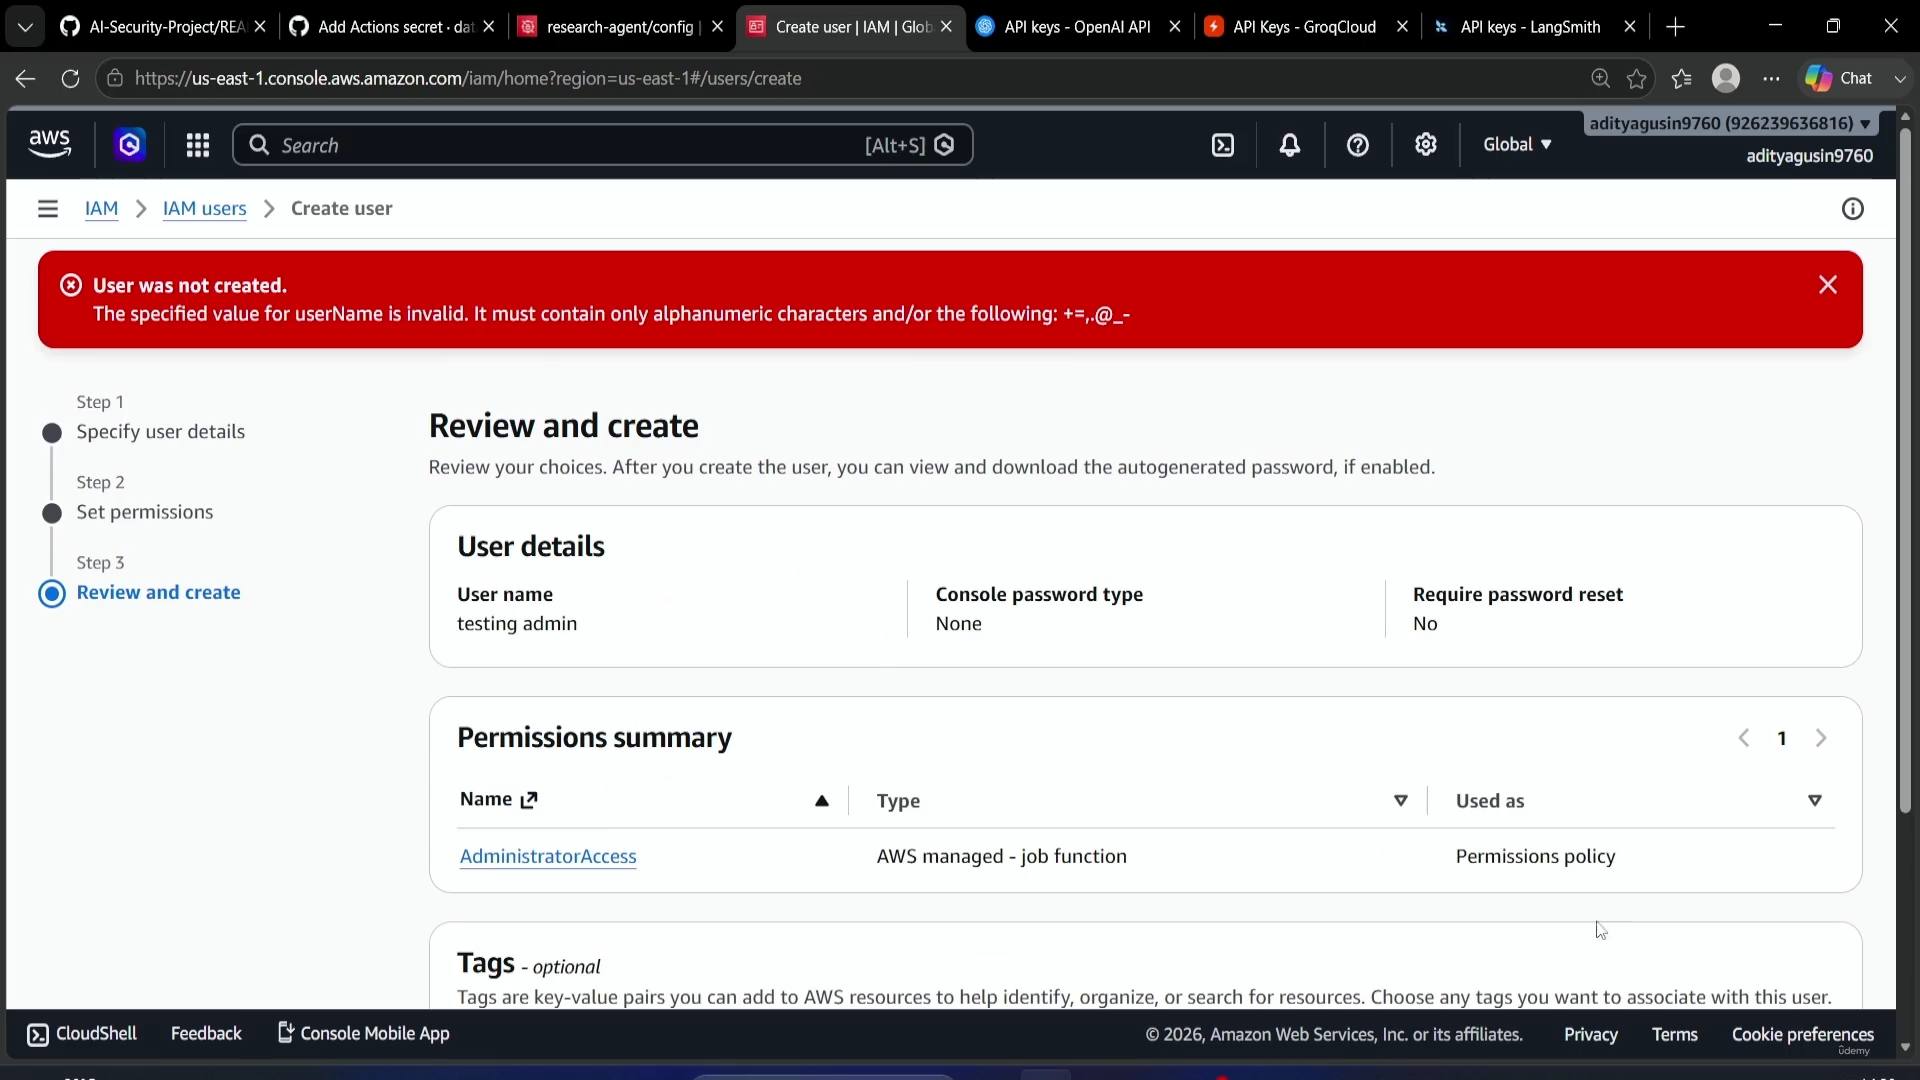 AI-Security-Project/REA
Add Actions secret · dat
research-agent/config
Create user | IAM | Glob
API keys - OpenAI API
API Keys - GroqCloud
API keys - LangSmith
https://us-east-1.console.aws.amazon.com/iam/home?region=us-east-1#/users/create
Chat
aws
Search
[Alt+S]
Global
adityagusin9760 (926239636816)
adityagusin9760
IAM
IAM users
Create user
User was not created.
The specified value for userName is invalid. It must contain only alphanumeric characters and/or the following: +=,.@_-
Step 1
Specify user details
Step 2
Set permissions
Step 3
Review and create
Review and create
Review your choices. After you create the user, you can view and download the autogenerated password, if enabled.
User details
User name
testing admin
Console password type
None
Require password reset
No
Permissions summary
1
Name
Type
Used as
AdministratorAccess
AWS managed - job function
Permissions policy
Tags - optional
Tags are key-value pairs you can add to AWS resources to help identify, organize, or search for resources. Choose any tags you want to associate with this user.
CloudShell
Feedback
Console Mobile App
© 2026, Amazon Web Services, Inc. or its affiliates.
Privacy
Terms
Cookie preferences
ûdemy